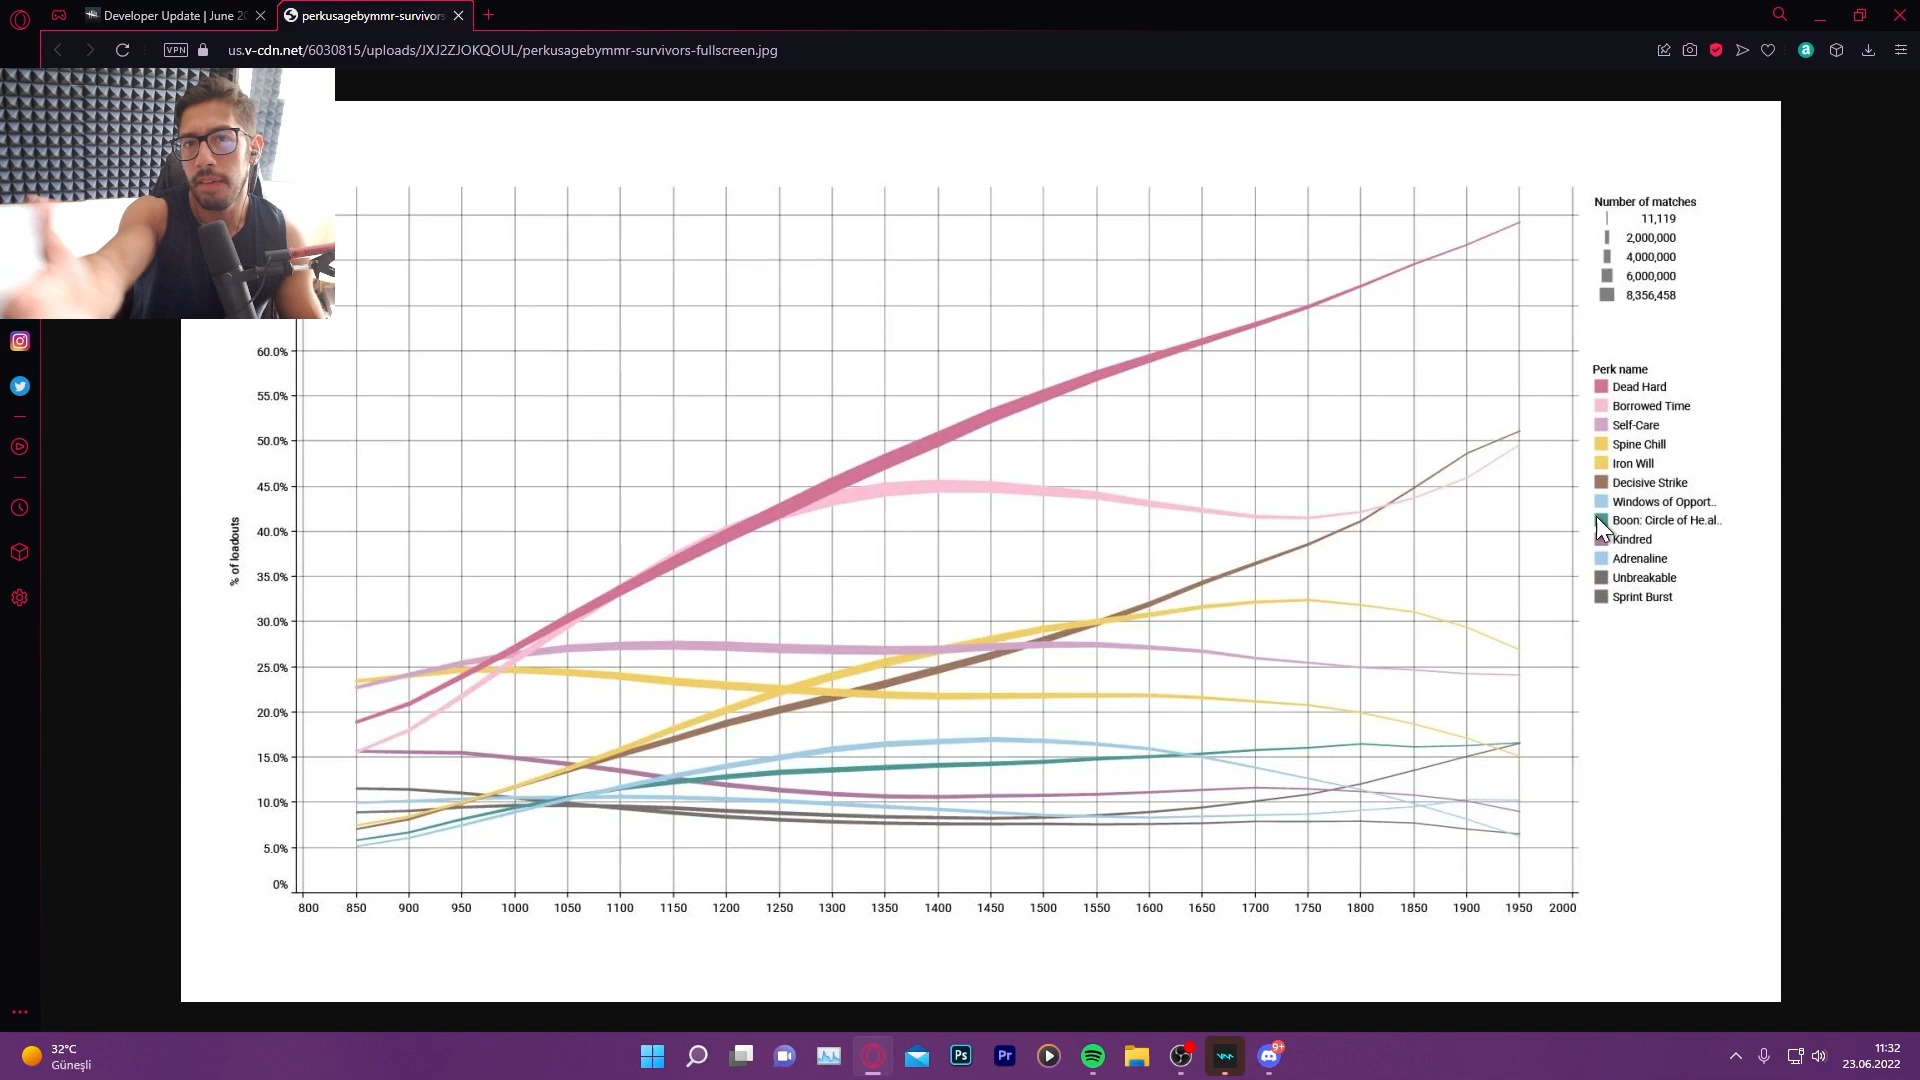 Developer Update | June 20
perkusagebymmr-survivors-
VPN
us.v-cdn.net/6030815/uploads/JXJ2ZJOKQOUL/perkusagebymmr-survivors-fullscreen.jpg
a
Number of matches
11,119
2,000,000
4,000,000
6,000,000
8,356,458
Perk name
Dead Hard
Borrowed Time
Self-Care
Spine Chill
Iron Will
Decisive Strike
Windows of Opport..
Boon: Circle of He.al..
Kindred
Adrenaline
Unbreakable
Sprint Burst
% of loadouts
60.0%
55.0%
50.0%
45.0%
40.0%
35.0%
30.0%
25.0%
20.0%
15.0%
10.0%
5.0%
0%
800 850 900 950 1000 1050 1100 1150 1200 1250 1300 1350 1400 1450 1500 1550 1600 1650 1700 1750 1800 1850 1900 1950 2000
32°C
Güneşli
Ps
Pr
9+
11:32
23.06.2022